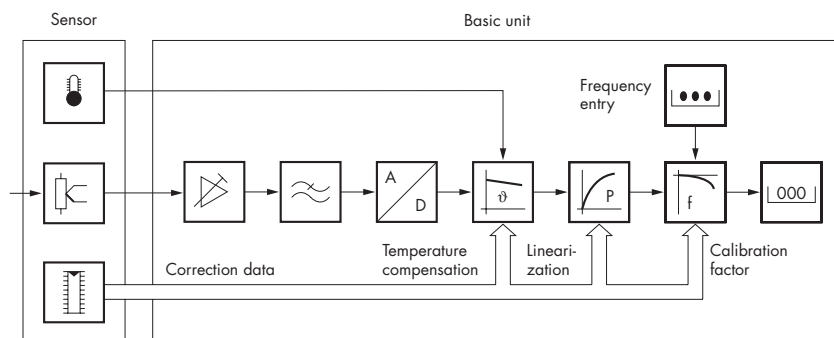 Sensor
Basic unit
Frequency
entry
A
D
ϑ
P
f
000
Correction data
Temperature
compensation
Lineari-
zation
Calibration
factor